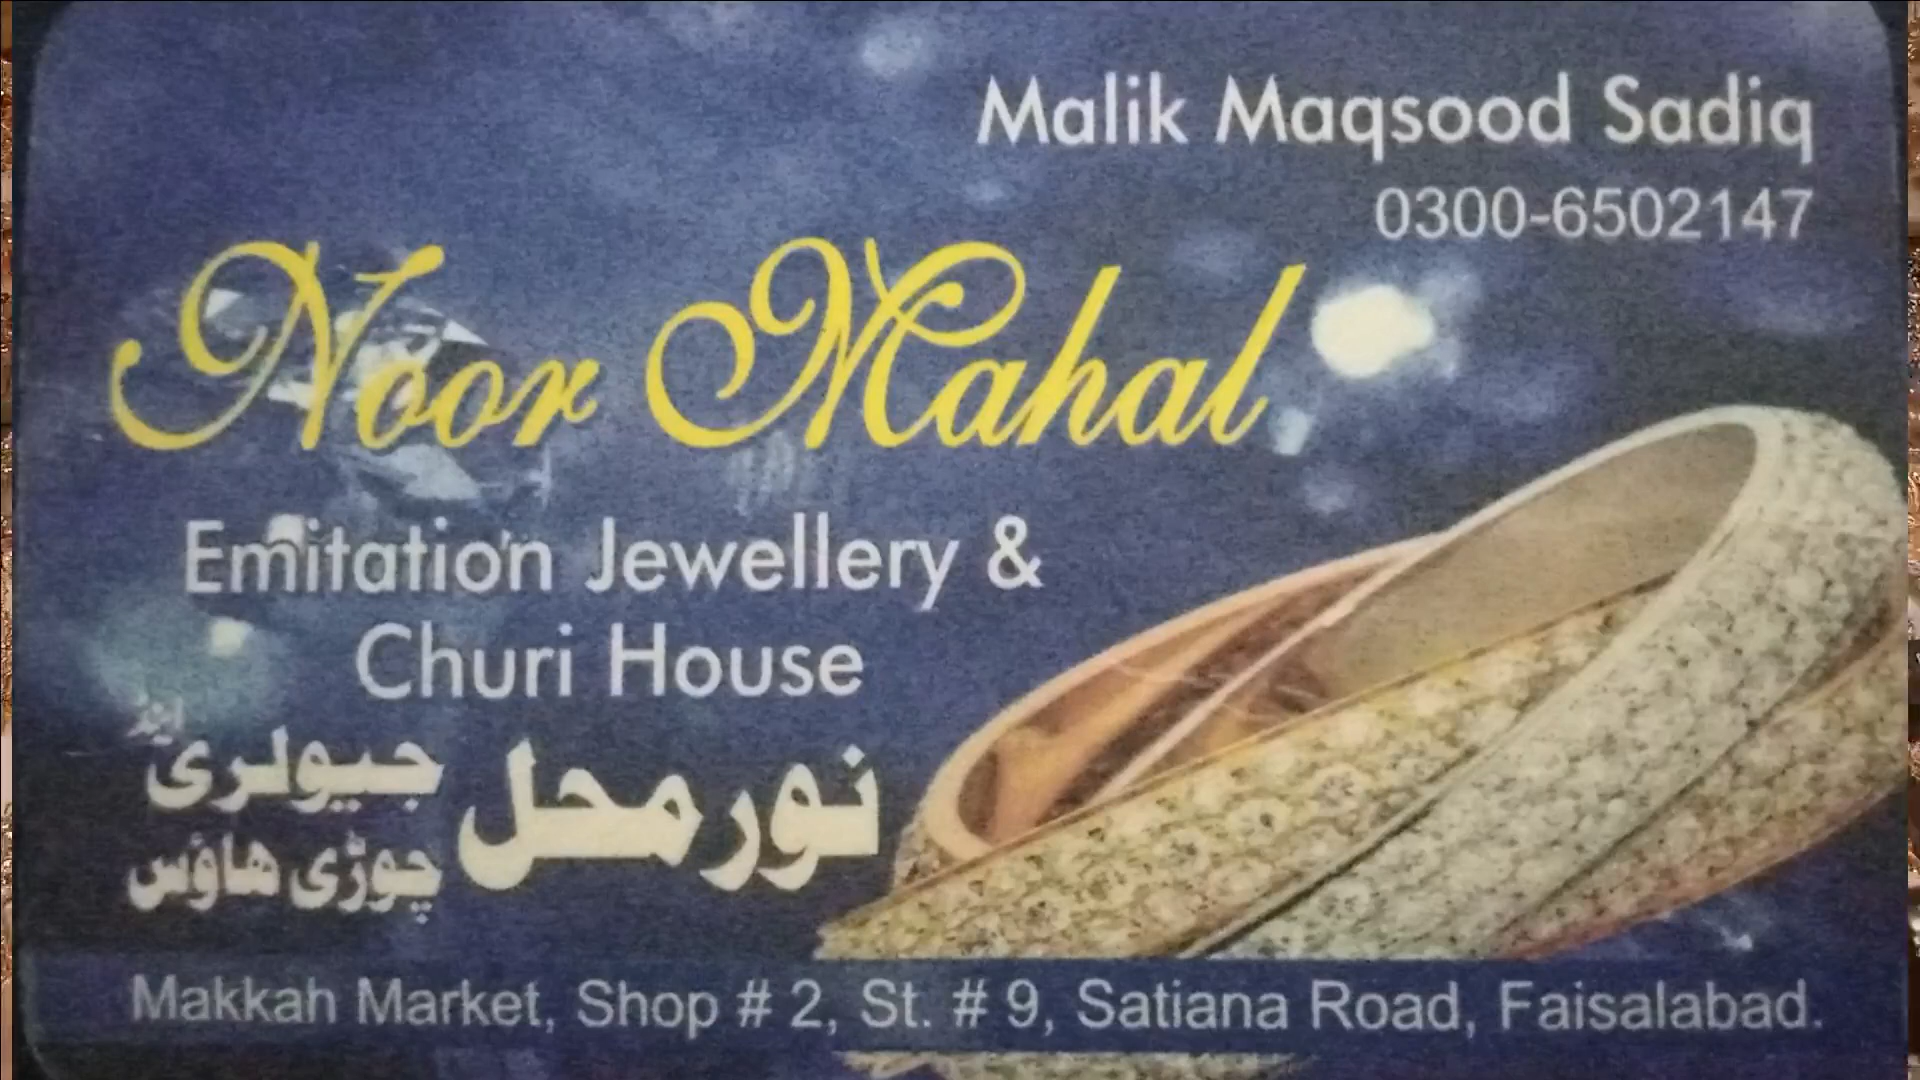 Malik Maqsood Sadiq
0300-6502147
Noor Mahal
Emitation Jewellery &
Churi House
نور محل جیولری اینڈ
چوڑی ھاؤس
Makkah Market, Shop # 2, St. # 9, Satiana Road, Faisalabad.